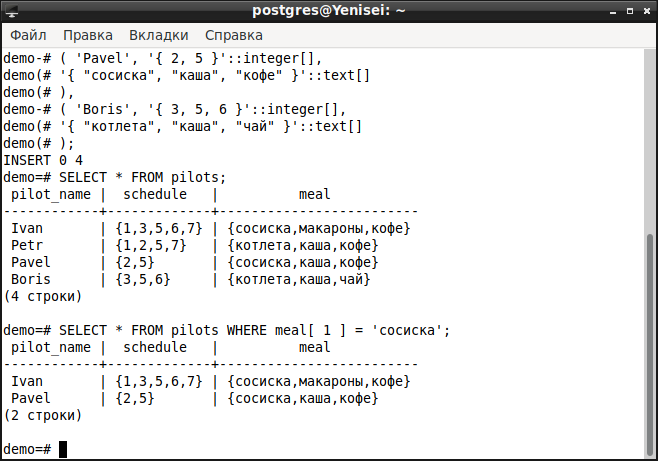 postgres@Yenisei: ~
Файл Правка Вкладки Справка
demo-# ( 'Pavel', '{ 2, 5 }'::integer[],
demo(# '{ "сосиска", "каша", "кофе" }'::text[]
demo(# ),
demo-# ( 'Boris', '{ 3, 5, 6 }'::integer[],
demo(# '{ "котлета", "каша", "чай" }'::text[]
demo(# );
INSERT 0 4
demo=# SELECT * FROM pilots;
 pilot_name |  schedule   |          meal
------------+-------------+-------------------------
 Ivan       | {1,3,5,6,7} | {сосиска,макароны,кофе}
 Petr       | {1,2,5,7}   | {котлета,каша,кофе}
 Pavel      | {2,5}       | {сосиска,каша,кофе}
 Boris      | {3,5,6}     | {котлета,каша,чай}
(4 строки)
demo=# SELECT * FROM pilots WHERE meal[ 1 ] = 'сосиска';
 pilot_name |  schedule   |          meal
------------+-------------+-------------------------
 Ivan       | {1,3,5,6,7} | {сосиска,макароны,кофе}
 Pavel      | {2,5}       | {сосиска,каша,кофе}
(2 строки)
demo=#